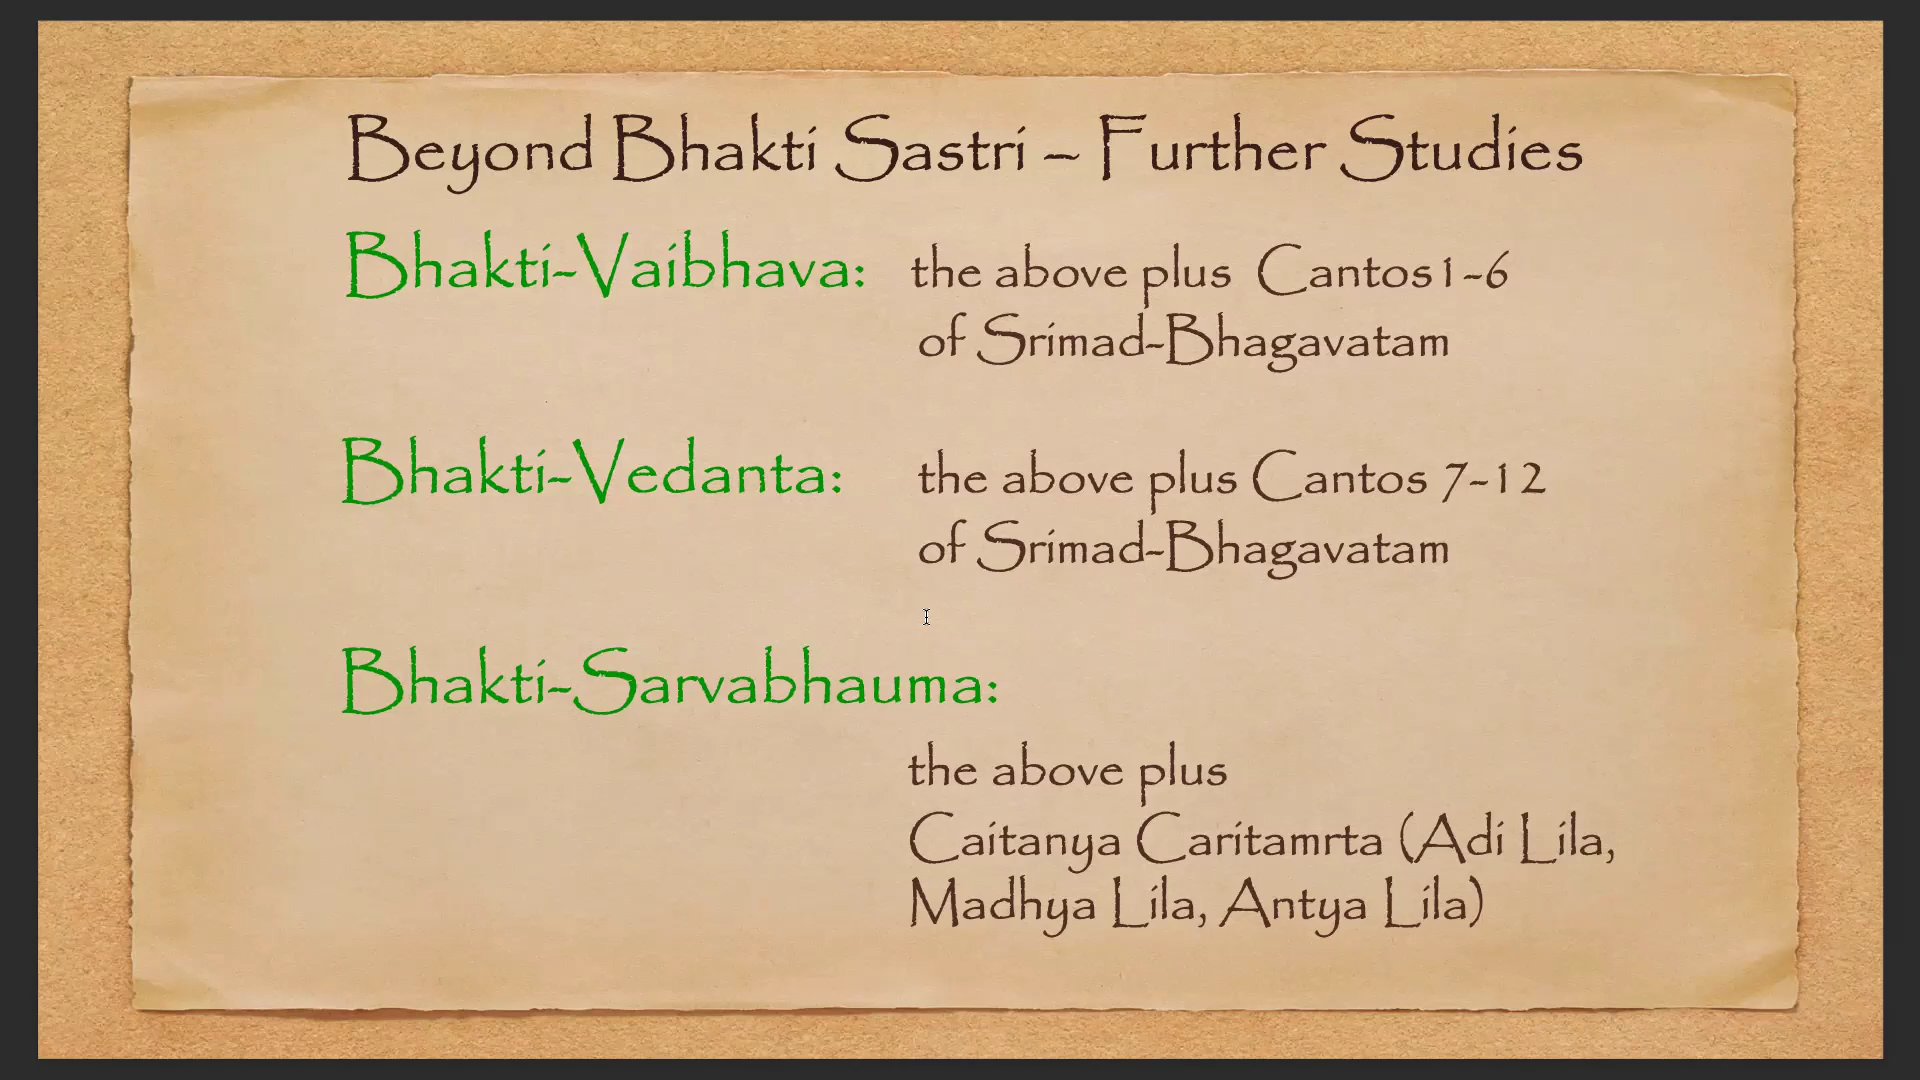 Beyond Bhakti Sastri – Further Studies
Bhakti-Vaibhava: the above plus Cantos 1-6
of Srimad-Bhagavatam
Bhakti-Vedanta: the above plus Cantos 7-12
of Srimad-Bhagavatam
Bhakti-Sarvabhauma:
the above plus
Caitanya Caritamrta (Adi Lila,
Madhya Lila, Antya Lila)